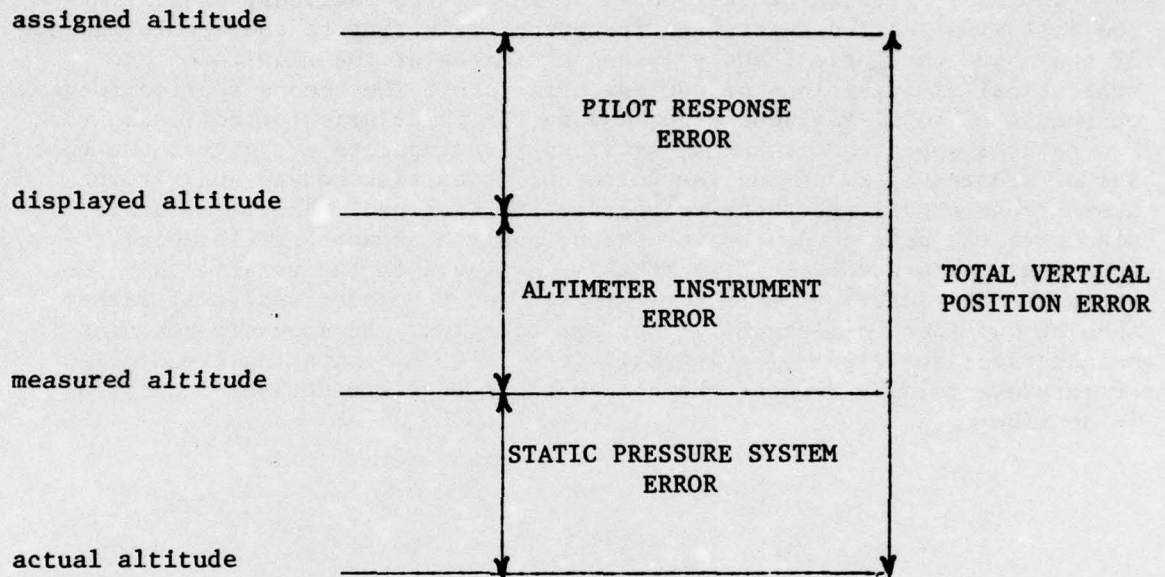 assigned altitude
PILOT RESPONSE
ERROR
displayed altitude
ALTIMETER INSTRUMENT
ERROR
TOTAL VERTICAL
POSITION ERROR
measured altitude
STATIC PRESSURE SYSTEM
ERROR
actual altitude